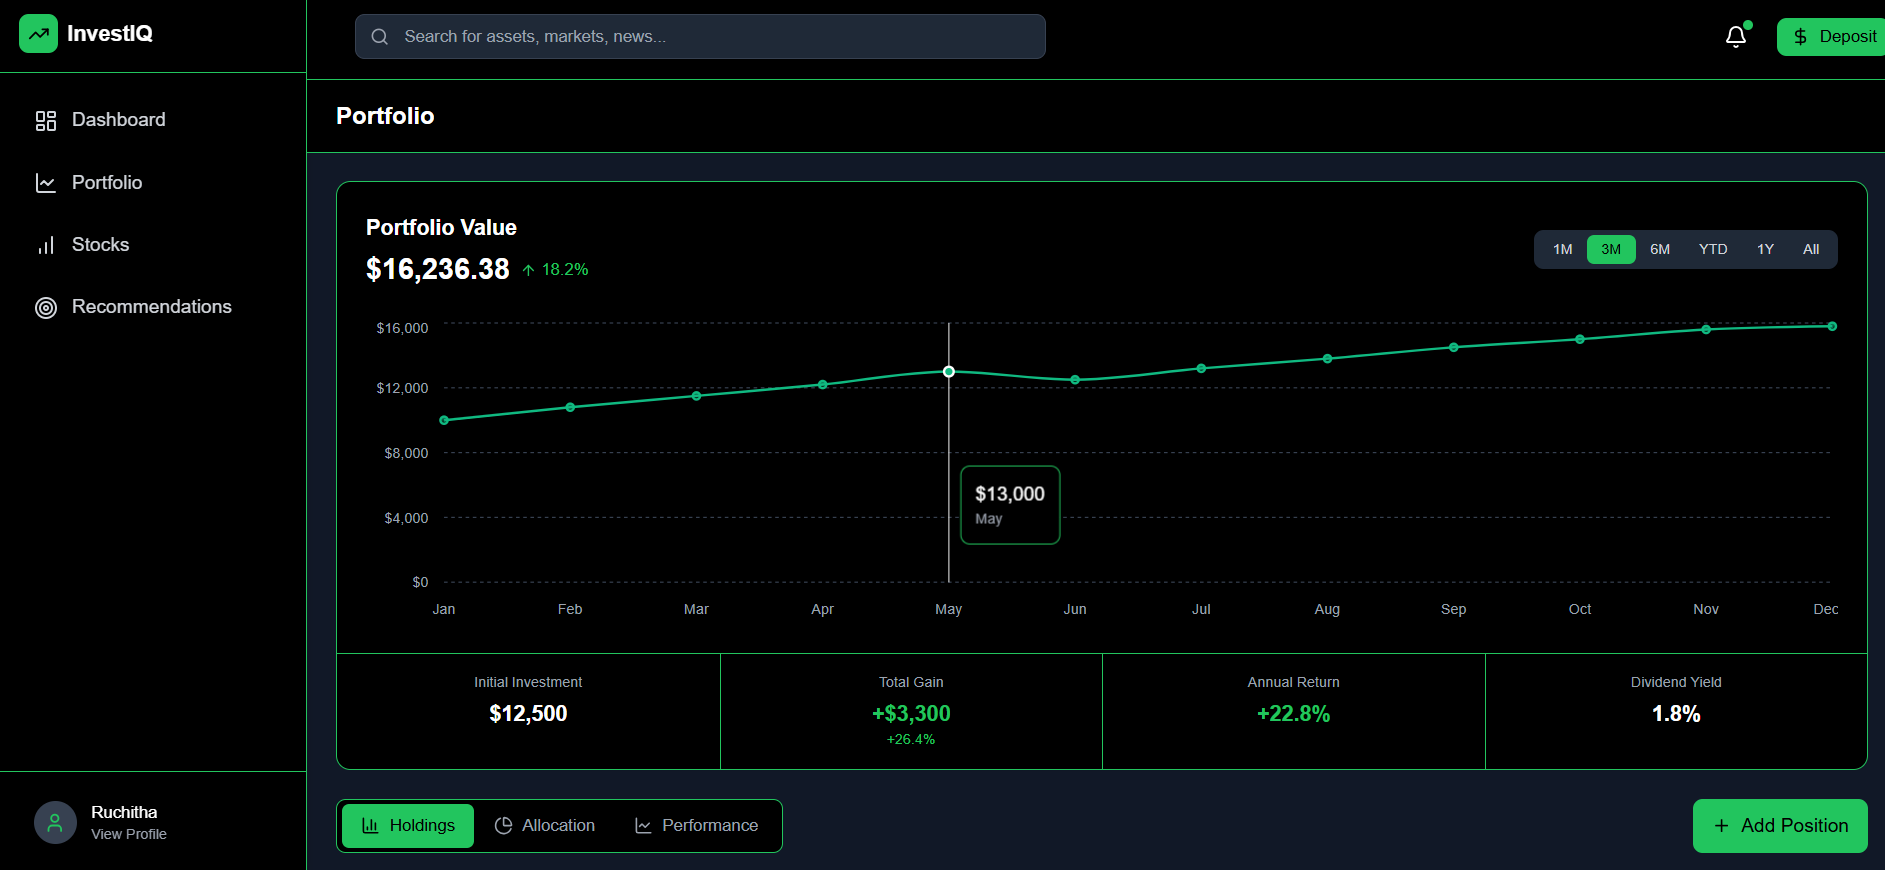 InvestIQ
Search for assets, markets, news...
Deposit
Dashboard
Portfolio
Stocks
Recommendations
Portfolio
Portfolio Value
$16,236.38 18.2%
1M 3M 6M YTD 1Y All
$16,000
$12,000
$8,000
$4,000
$0
$13,000
May
Jan Feb Mar Apr May Jun Jul Aug Sep Oct Nov Dec
Initial Investment
$12,500
Total Gain
+$3,300
+26.4%
Annual Return
+22.8%
Dividend Yield
1.8%
Ruchitha
View Profile
Holdings Allocation Performance
Add Position